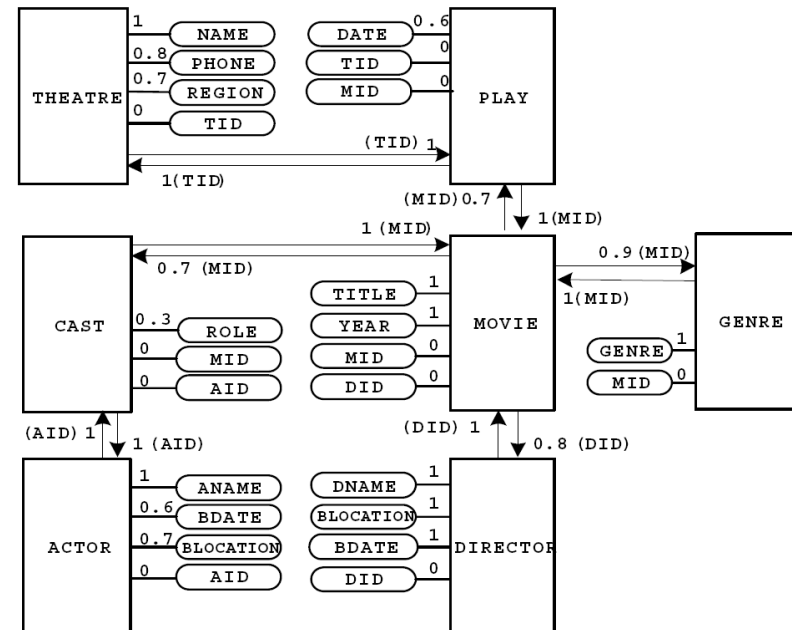 THEATRE
1 NAME
0.8 PHONE
0.7 REGION
0 TID
DATE 0.6
TID 0
MID 0
PLAY
(TID) 1
1(TID)
(MID)0.7
1(MID)
CAST
1 (MID)
0.7 (MID)
0.3 ROLE
0 MID
0 AID
TITLE 1
YEAR 1
MID 0
DID 0
MOVIE
0.9(MID)
1(MID)
GENRE
GENRE 1
MID 0
(AID) 1
1 (AID)
(DID) 1
0.8 (DID)
ACTOR
1 ANAME
0.6 BDATE
0.7 BLOCATION
0 AID
DNAME 1
BLOCATION 1
BDATE 1
DID 0
DIRECTOR